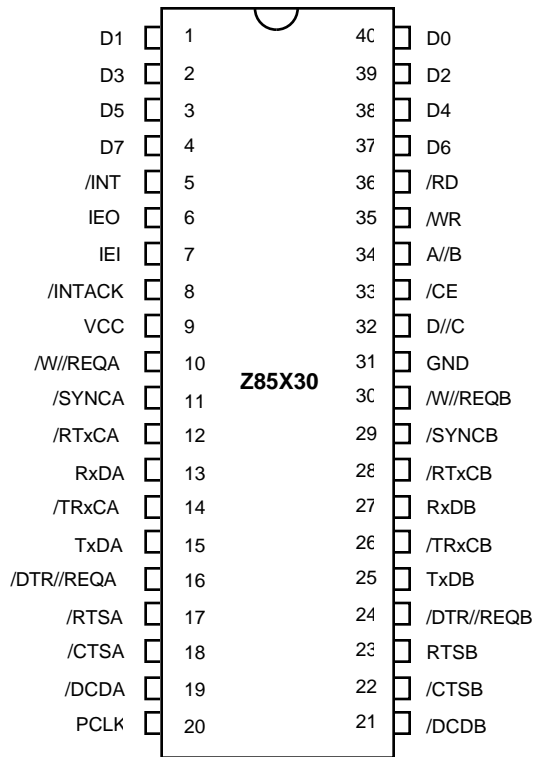 D1 1 40 D0
D3 2 39 D2
D5 3 38 D4
D7 4 37 D6
/INT 5 36 /RD
IEO 6 35 /WR
IEI 7 34 A//B
/INTACK 8 33 /CE
VCC 9 32 D//C
/W//REQA 10 31 GND
Z85X30
/SYNCA 11 30 /W//REQB
/RTxCA 12 29 /SYNCB
RxDA 13 28 /RTxCB
/TRxCA 14 27 RxDB
TxDA 15 26 /TRxCB
/DTR//REQA 16 25 TxDB
/RTSA 17 24 /DTR//REQB
/CTSA 18 23 RTSB
/DCDA 19 22 /CTSB
PCLK 20 21 /DCDB